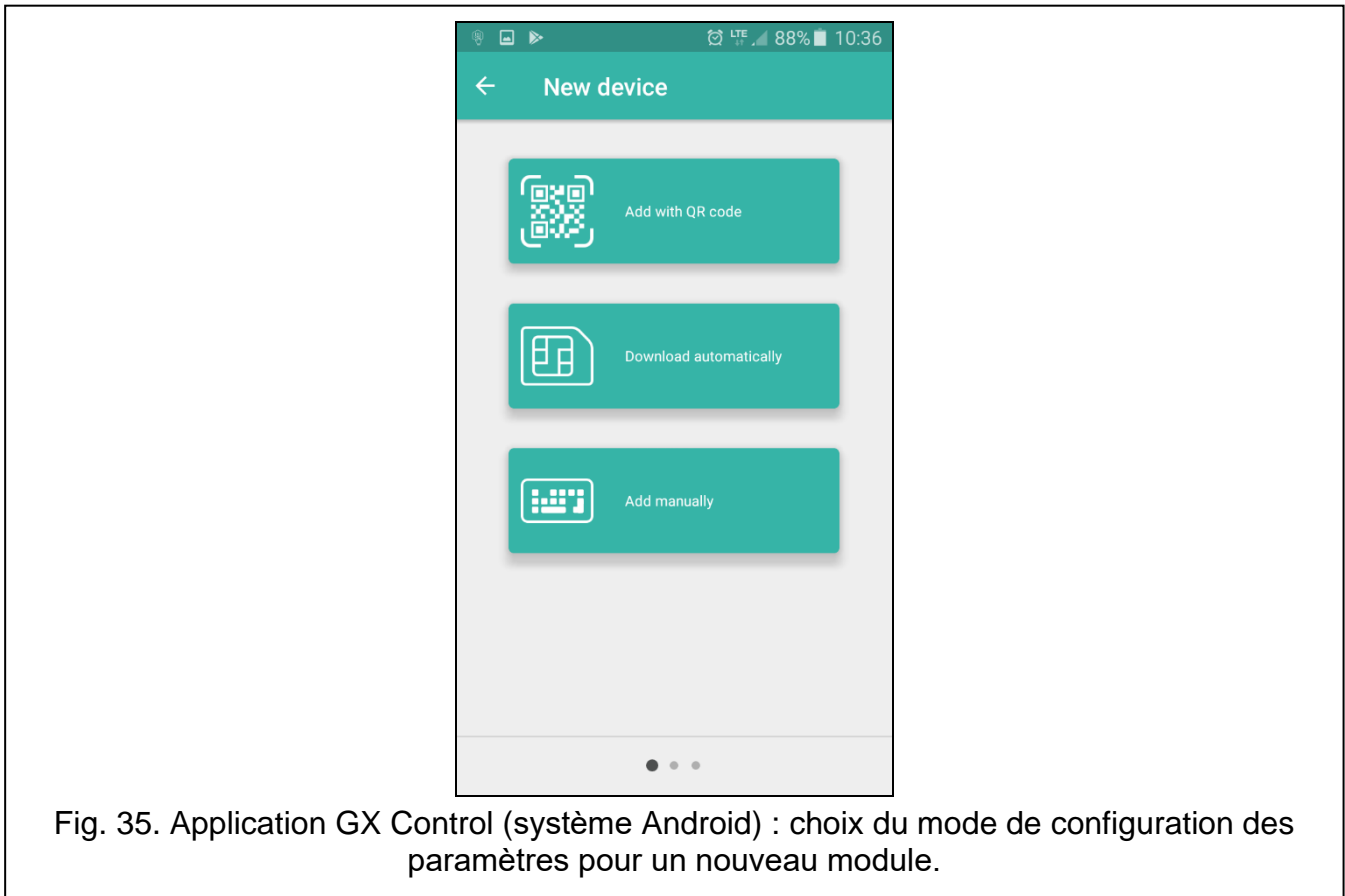 LTE 88% 10:36
New device
Add with QR code
Download automatically
Add manually
Fig. 35. Application GX Control (système Android) : choix du mode de configuration des
paramètres pour un nouveau module.